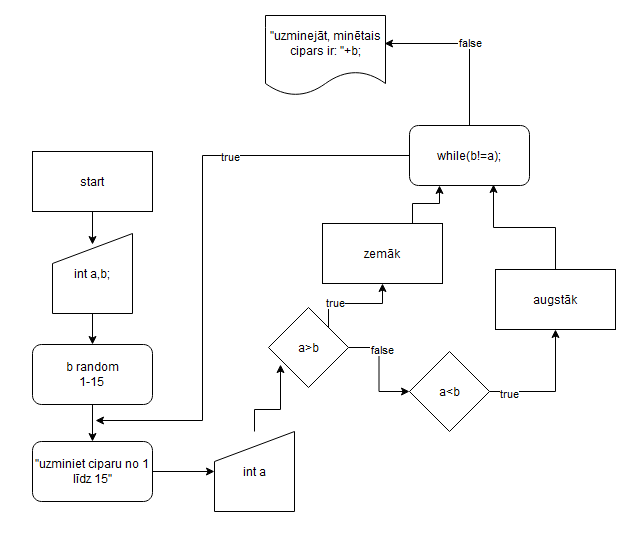 "uzminejāt, minētais
cipars ir: "+b;
false
while(b!=a);
true
start
int a,b;
zemāk
augstāk
true
a>b
false
b random
1-15
a<b
true
"uzminiet ciparu no 1
līdz 15"
int a